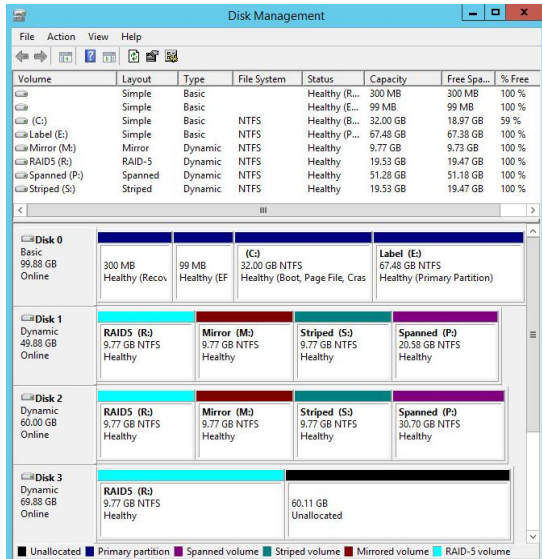 Disk Management
File Action View Help
Volume Layout Type File System Status Capacity Free Spa... % Free
Simple Basic Healthy (R... 300 MB 300 MB 100 %
Simple Basic Healthy (E... 99 MB 99 MB 100 %
(C:) Simple Basic NTFS Healthy (B... 32.00 GB 18.97 GB 59 %
Label (E:) Simple Basic NTFS Healthy (P... 67.48 GB 67.38 GB 100 %
Mirror (M:) Mirror Dynamic NTFS Healthy 9.77 GB 9.73 GB 100 %
RAID5 (R:) RAID-5 Dynamic NTFS Healthy 19.53 GB 19.47 GB 100 %
Spanned (P:) Spanned Dynamic NTFS Healthy 51.28 GB 51.18 GB 100 %
Striped (S:) Striped Dynamic NTFS Healthy 19.53 GB 19.47 GB 100 %
Disk 0
Basic
99.88 GB
Online
300 MB
Healthy (Recov
99 MB
Healthy (EF
(C:)
32.00 GB NTFS
Healthy (Boot, Page File, Cras
Label (E:)
67.48 GB NTFS
Healthy (Primary Partition)
Disk 1
Dynamic
49.88 GB
Online
RAID5 (R:)
9.77 GB NTFS
Healthy
Mirror (M:)
9.77 GB NTFS
Healthy
Striped (S:)
9.77 GB NTFS
Healthy
Spanned (P:)
20.58 GB NTFS
Healthy
Disk 2
Dynamic
60.00 GB
Online
RAID5 (R:)
9.77 GB NTFS
Healthy
Mirror (M:)
9.77 GB NTFS
Healthy
Striped (S:)
9.77 GB NTFS
Healthy
Spanned (P:)
30.70 GB NTFS
Healthy
Disk 3
Dynamic
69.88 GB
Online
RAID5 (R:)
9.77 GB NTFS
Healthy
60.11 GB
Unallocated
Unallocated Primary partition Spanned volume Striped volume Mirrored volume RAID-5 volume